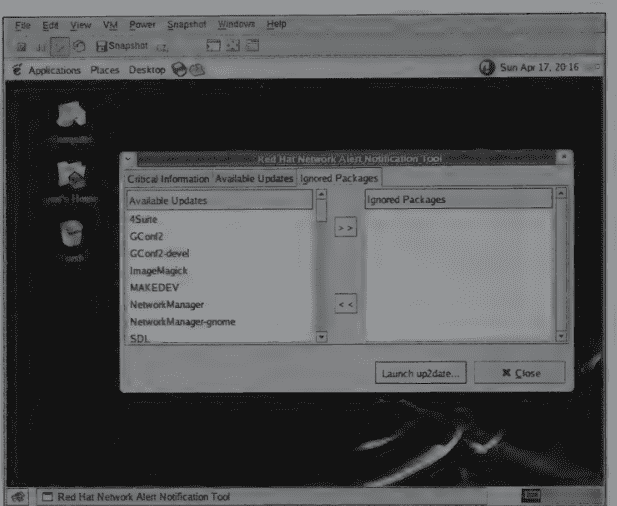 File Edit View VM Power Snapshot Windows Help
Snapshot
Applications Places Desktop
Sun Apr 17, 20:16
Computer
Red Hat Network Alert Notification Tool
Critical Information Available Updates Ignored Packages
Available Updates
Ignored Packages
4Suite
GConf2
>>
GConf2-devel
ImageMagick
MAKEDEV
NetworkManager
<<
NetworkManager-gnome
SDL
Launch up2date...
Close
Red Hat Network Alert Notification Tool